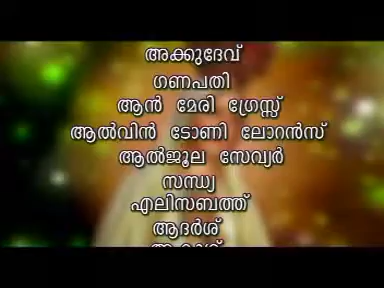 അക്കുദേവ്
ഗണപതി
ആൻ മേരി ഗ്രേസ്സ്
ആൽവിൻ ടോണി ലോറൻസ്
ആൽജൂല സേവ്യർ
സന്ധ്യ
എലിസബത്ത്
ആദർശ്